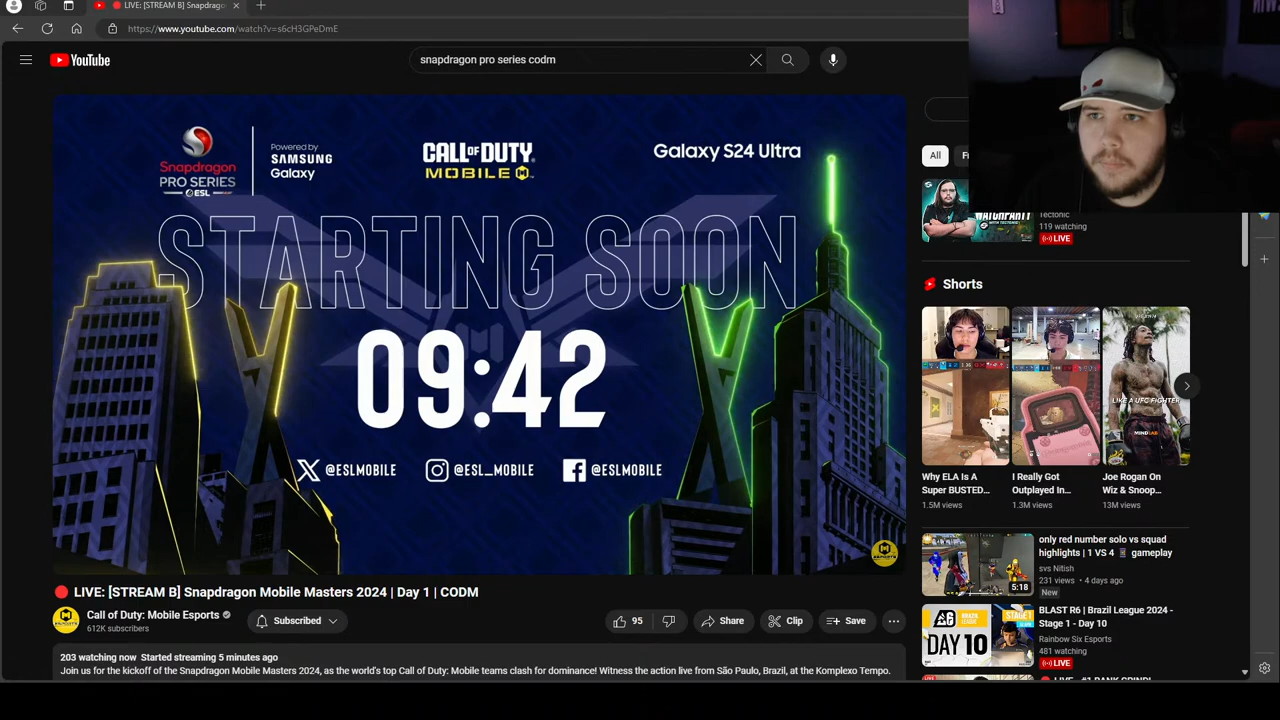 LIVE: [STREAM B] Snapdrago
https://www.youtube.com/watch?v=s6cH3GPeDmE
YouTube
snapdragon pro series codm
Snapdragon
PRO SERIES
ESL
Powered by
SAMSUNG
Galaxy
CALL OF DUTY
MOBILE
Galaxy S24 Ultra
STARTING SOON
09:42
@ESLMOBILE
@ESL_MOBILE
@ESLMOBILE
LIVE: [STREAM B] Snapdragon Mobile Masters 2024 | Day 1 | CODM
Call of Duty: Mobile Esports
612K subscribers
Subscribed
95
Share
Clip
Save
203 watching now Started streaming 5 minutes ago
Join us for the kickoff of the Snapdragon Mobile Masters 2024, as the world's top Call of Duty: Mobile teams clash for dominance! Witness the action live from São Paulo, Brazil, at the Komplexo Tempo.
All
WATCHPARTY
Tectonic
119 watching
LIVE
Shorts
LIKE A UFC FIGHTER
MINDLAB
Why ELA Is A
Super BUSTED...
1.5M views
I Really Got
Outplayed In...
1.3M views
Joe Rogan On
Wiz & Snoop...
13M views
5:18
only red number solo vs squad
highlights | 1 VS 4 gameplay
svs Nitish
231 views • 4 days ago
New
DAY 10
BLAST R6 | Brazil League 2024 -
Stage 1 - Day 10
Rainbow Six Esports
481 watching
LIVE